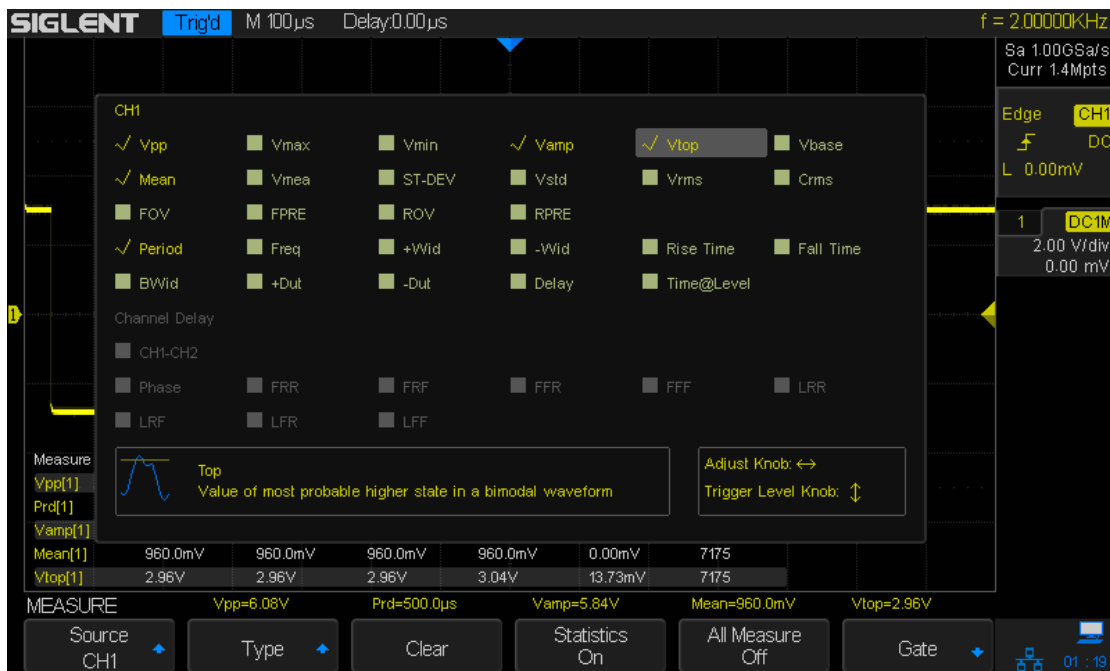 SIGLENT Trig'd M 100µs Delay:0.00µs f = 2.00000KHz
Sa 1.00GSa/s
Curr 1.4Mpts
CH1
Edge CH1
Vpp Vmax Vmin Vamp Vtop Vbase
DC
L 0.00mV
Mean Vmea ST-DEV Vstd Vrms Crms
FOV FPRE ROV RPRE
1 DC1M
Period Freq +Wid -Wid Rise Time Fall Time
2.00 V/div
0.00 mV
BWid +Dut -Dut Delay Time@Level
1
Channel Delay
CH1-CH2
Phase FRR FRF FFR FFF LRR
LRF LFR LFF
Measure
Top
Value of most probable higher state in a bimodal waveform
Adjust Knob:
Trigger Level Knob:
Vpp[1]
Prd[1]
Vamp[1]
Mean[1] 960.0mV 960.0mV 960.0mV 960.0mV 0.00mV 7175
Vtop[1] 2.96V 2.96V 2.96V 3.04V 13.73mV 7175
MEASURE Vpp=6.08V Prd=500.0µs Vamp=5.84V Mean=960.0mV Vtop=2.96V
Source
CH1
Type
Clear
Statistics
On
All Measure
Off
Gate
01 : 19